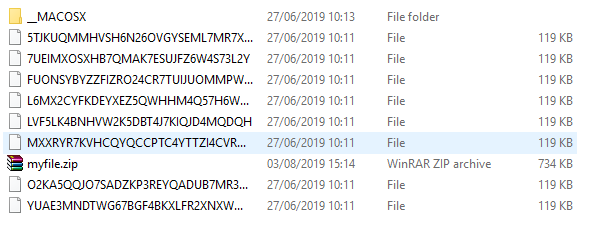 __MACOSX 27/06/2019 10:13 File folder
5TJKUQMMHVSH6N26OVGYSEML7MR7X... 27/06/2019 10:11 File 119 KB
7UEIMXOSXHB7QMAK7ESUJFZ6W4S73L2Y 27/06/2019 10:11 File 119 KB
FUONSYBYZZFIZRO24CR7TUIUOMMPW... 27/06/2019 10:11 File 119 KB
L6MX2CYFKDEYXEZ5QWHHM4Q57H6W... 27/06/2019 10:11 File 119 KB
LVF5LK4BNHVW2K5DBT4J7KIQJD4MQDQH 27/06/2019 10:11 File 119 KB
MXXRYR7KVHCQYQCCPTC4YTTZI4CVR... 27/06/2019 10:11 File 119 KB
myfile.zip 03/08/2019 15:14 WinRAR ZIP archive 734 KB
O2KA5QQJO7SADZKP3REYQADUB7MR3... 27/06/2019 10:11 File 119 KB
YUAE3MNDTWG67BGF4BKXLFR2XNXW... 27/06/2019 10:11 File 119 KB